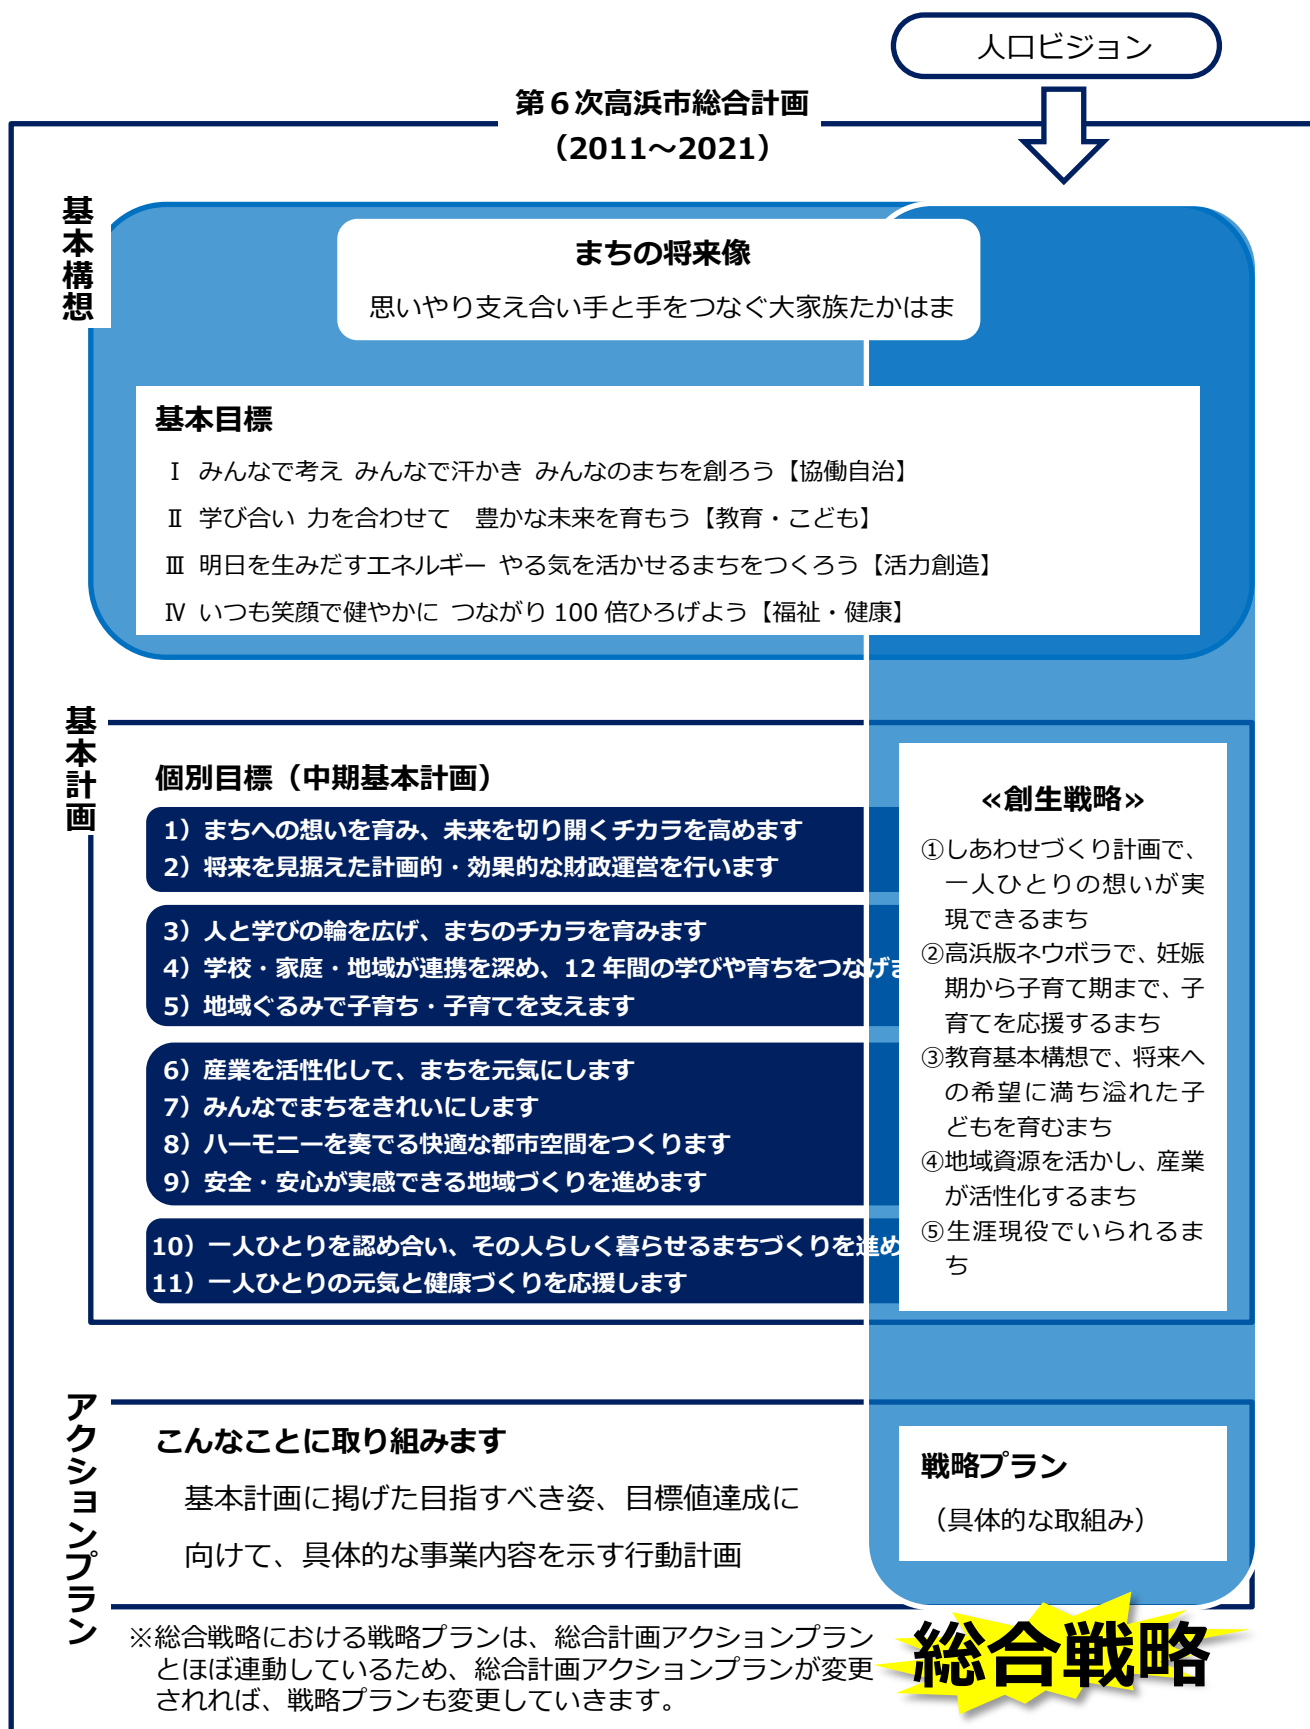 人口ビジョン
第6次高浜市総合計画
（2011～2021）
基本構想
まちの将来像
思いやり支え合い手と手をつなぐ大家族たかはま
基本目標
Ⅰ みんなで考え みんなで汗かき みんなのまちを創ろう【協働自治】
Ⅱ 学び合い 力を合わせて　豊かな未来を育もう【教育・こども】
Ⅲ 明日を生みだすエネルギー やる気を活かせるまちをつくろう【活力創造】
Ⅳ いつも笑顔で健やかに つながり100倍ひろげよう【福祉・健康】
基本計画
個別目標（中期基本計画）
1）まちへの想いを育み、未来を切り開くチカラを高めます
2）将来を見据えた計画的・効果的な財政運営を行います
3）人と学びの輪を広げ、まちのチカラを育みます
4）学校・家庭・地域が連携を深め、12年間の学びや育ちをつなげま
5）地域ぐるみで子育ち・子育てを支えます
6）産業を活性化して、まちを元気にします
7）みんなでまちをきれいにします
8）ハーモニーを奏でる快適な都市空間をつくります
9）安全・安心が実感できる地域づくりを進めます
10）一人ひとりを認め合い、その人らしく暮らせるまちづくりを進め
11）一人ひとりの元気と健康づくりを応援します
≪創生戦略≫
①しあわせづくり計画で、
一人ひとりの想いが実
現できるまち
②高浜版ネウボラで、妊娠
期から子育て期まで、子
育てを応援するまち
③教育基本構想で、将来へ
の希望に満ち溢れた子
どもを育むまち
④地域資源を活かし、産業
が活性化するまち
⑤生涯現役でいられるま
ち
アクションプラン
こんなことに取り組みます
基本計画に掲げた目指すべき姿、目標値達成に
向けて、具体的な事業内容を示す行動計画
戦略プラン
（具体的な取組み）
※総合戦略における戦略プランは、総合計画アクションプラン
とほぼ連動しているため、総合計画アクションプランが変更
されれば、戦略プランも変更していきます。
総合戦略